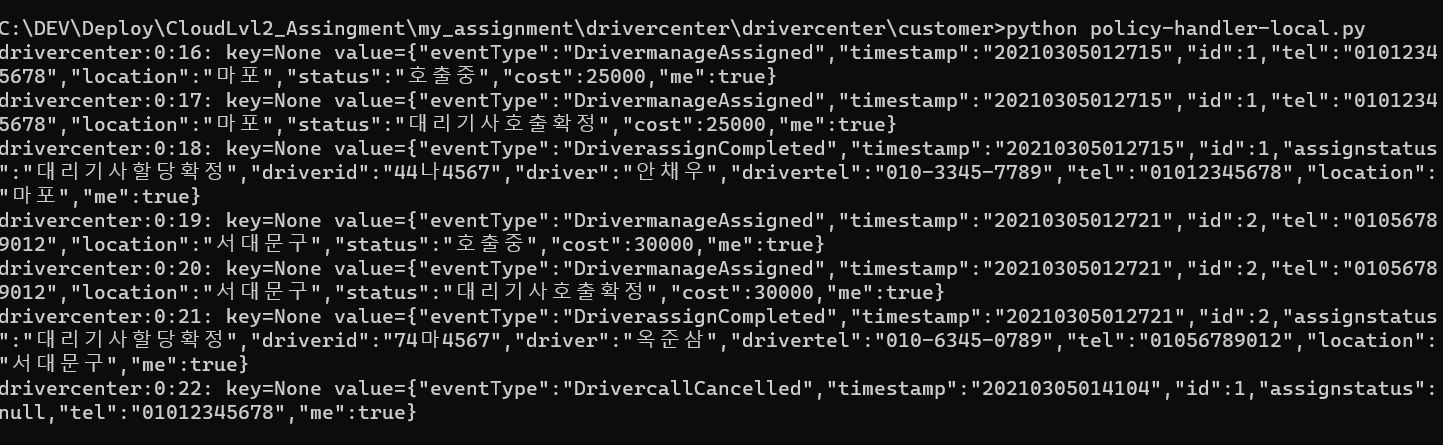 C:\DEV\Deploy\CloudLvl2_Assingment\my_assignment\drivercenter\drivercenter\customer>python policy-handler-local.py
drivercenter:0:16: key=None value={"eventType":"DrivermanageAssigned","timestamp":"20210305012715","id":1,"tel":"0101234
5678","location":"마포","status":"호출중","cost":25000,"me":true}
drivercenter:0:17: key=None value={"eventType":"DrivermanageAssigned","timestamp":"20210305012715","id":1,"tel":"0101234
5678","location":"마포","status":"대리기사호출확정","cost":25000,"me":true}
drivercenter:0:18: key=None value={"eventType":"DriverassignCompleted","timestamp":"20210305012715","id":1,"assignstatus
":"대리기사할당확정","driverid":"44나4567","driver":"안채우","drivertel":"010-3345-7789","tel":"01012345678","location":
"마포","me":true}
drivercenter:0:19: key=None value={"eventType":"DrivermanageAssigned","timestamp":"20210305012721","id":2,"tel":"0105678
9012","location":"서대문구","status":"호출중","cost":30000,"me":true}
drivercenter:0:20: key=None value={"eventType":"DrivermanageAssigned","timestamp":"20210305012721","id":2,"tel":"0105678
9012","location":"서대문구","status":"대리기사호출확정","cost":30000,"me":true}
drivercenter:0:21: key=None value={"eventType":"DriverassignCompleted","timestamp":"20210305012721","id":2,"assignstatus
":"대리기사할당확정","driverid":"74마4567","driver":"옥준삼","drivertel":"010-6345-0789","tel":"01056789012","location":
"서대문구","me":true}
drivercenter:0:22: key=None value={"eventType":"DrivercallCancelled","timestamp":"20210305014104","id":1,"assignstatus":
null,"tel":"01012345678","me":true}